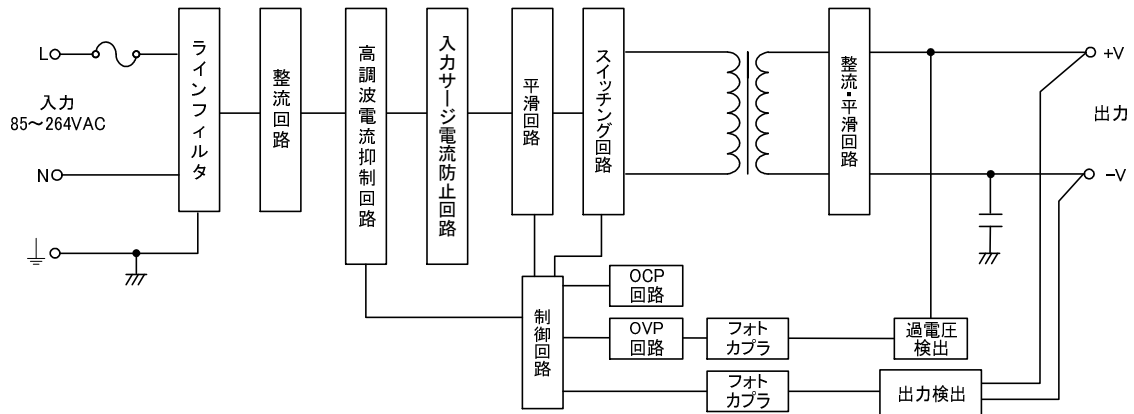 L
入力
85～264VAC
N
ラインフィルタ
整流回路
高調波電流抑制回路
入力サージ電流防止回路
平滑回路
スイッチング回路
整流・平滑回路
+V
出力
-V
制御回路
OCP
回路
OVP
回路
フォト
カプラ
過電圧
検出
フォト
カプラ
出力検出